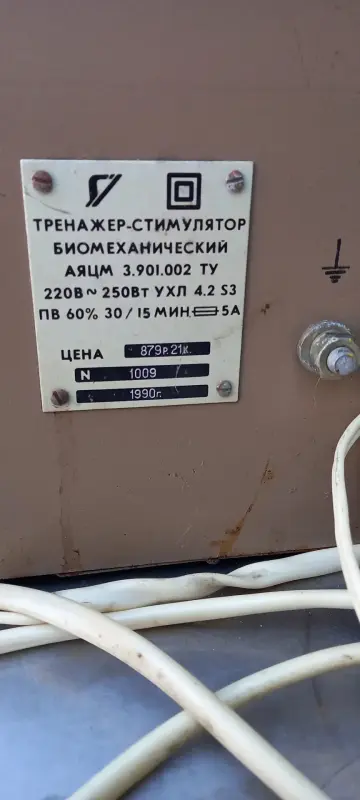 ТРЕНАЖЕР-СТИМУЛЯТОР
БИОМЕХАНИЧЕСКИЙ
АЯЦМ 3.901.002 ТУ
220В~ 250Вт УХЛ 4.2 S3
ПВ 60% 30/15 МИН 5А
ЦЕНА 879р.21к.
N 1009
1990г.